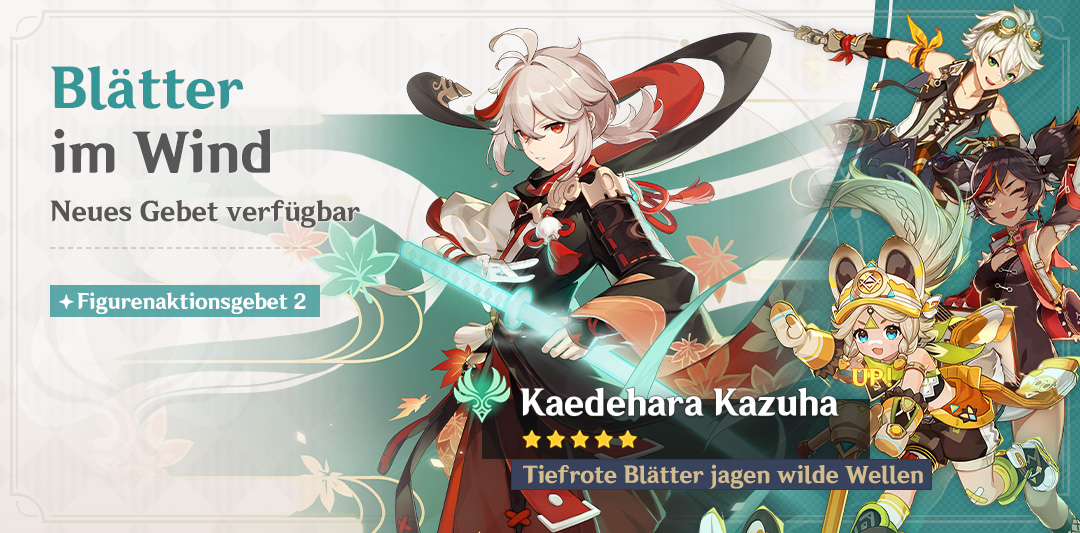 Blätter
im Wind
Neues Gebet verfügbar
Figurenaktionsgebet 2
UP!
Kaedehara Kazuha
Tiefrote Blätter jagen wilde Wellen